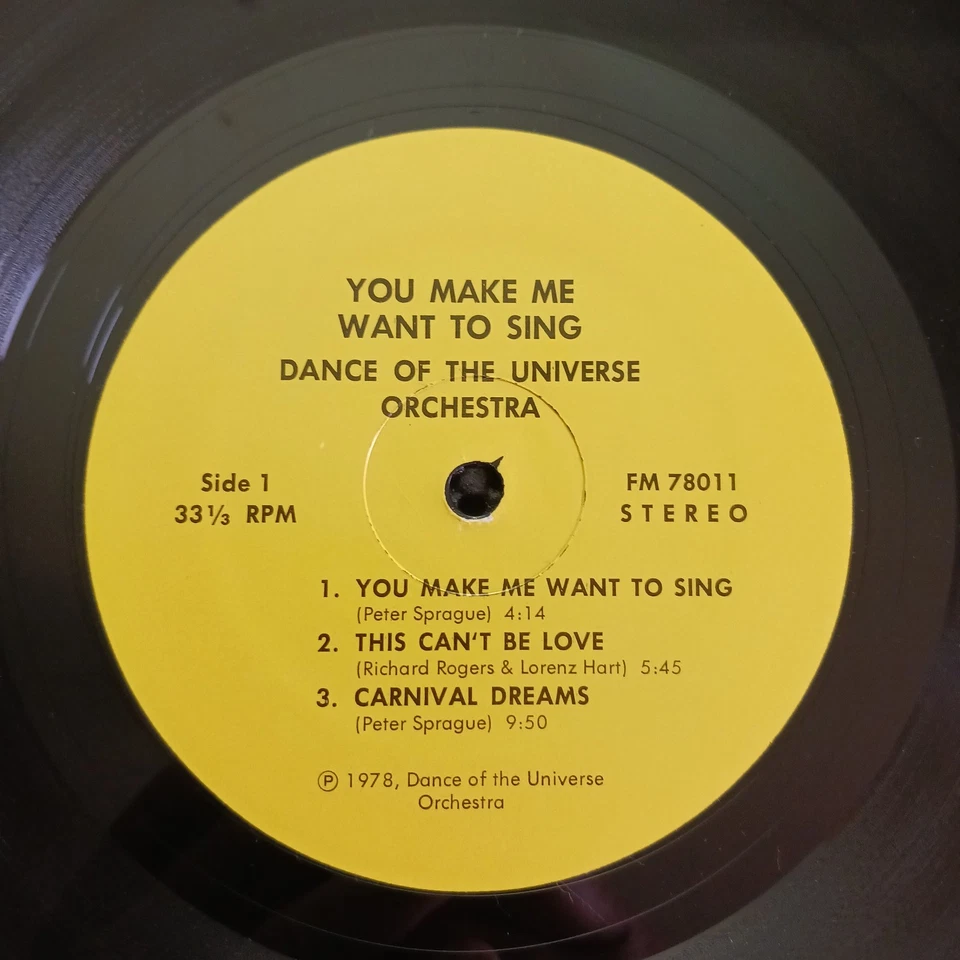 YOU MAKE ME
WANT TO SING
DANCE OF THE UNIVERSE
ORCHESTRA
Side 1
33⅓ RPM
FM 78011
STEREO
1. YOU MAKE ME WANT TO SING
(Peter Sprague) 4:14
2. THIS CAN'T BE LOVE
(Richard Rogers & Lorenz Hart) 5:45
3. CARNIVAL DREAMS
(Peter Sprague) 9:50
℗ 1978, Dance of the Universe
Orchestra